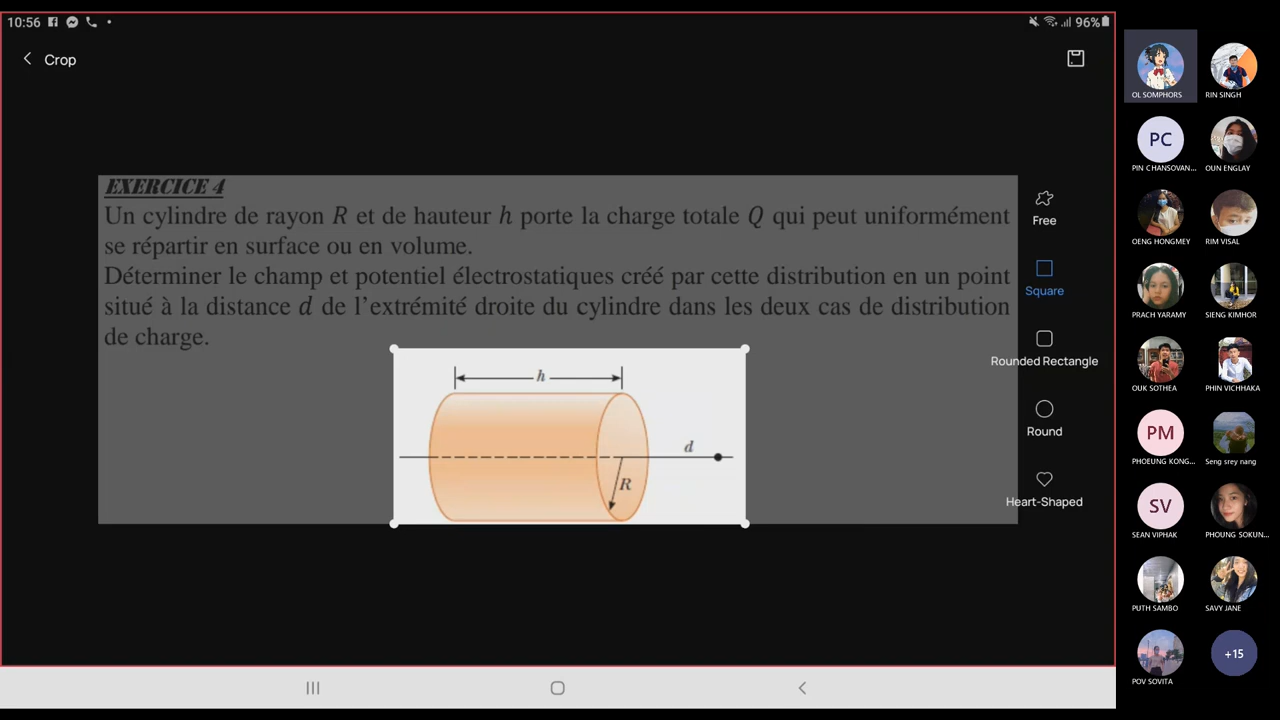 10:56
96%
Crop
EXERCICE 4
Un cylindre de rayon R et de hauteur h porte la charge totale Q qui peut uniformément
se répartir en surface ou en volume.
Déterminer le champ et potentiel électrostatiques créé par cette distribution en un point
situé à la distance d de l'extrémité droite du cylindre dans les deux cas de distribution
de charge.
h
d
R
Free
Square
Rounded Rectangle
Round
Heart-Shaped
OL SOMPHORS
RIN SINGH
PC
PIN CHANSOVAN...
OUN ENGLAY
OENG HONGMEY
RIM VISAL
PRACH YARAMY
SIENG KIMHOR
OUK SOTHEA
PHIN VICHHAKA
PM
PHOEUNG KONG...
Seng srey nang
SV
SEAN VIPHAK
PHOUNG SOKUN...
PUTH SAMBO
SAVY JANE
POV SOVITA
+15